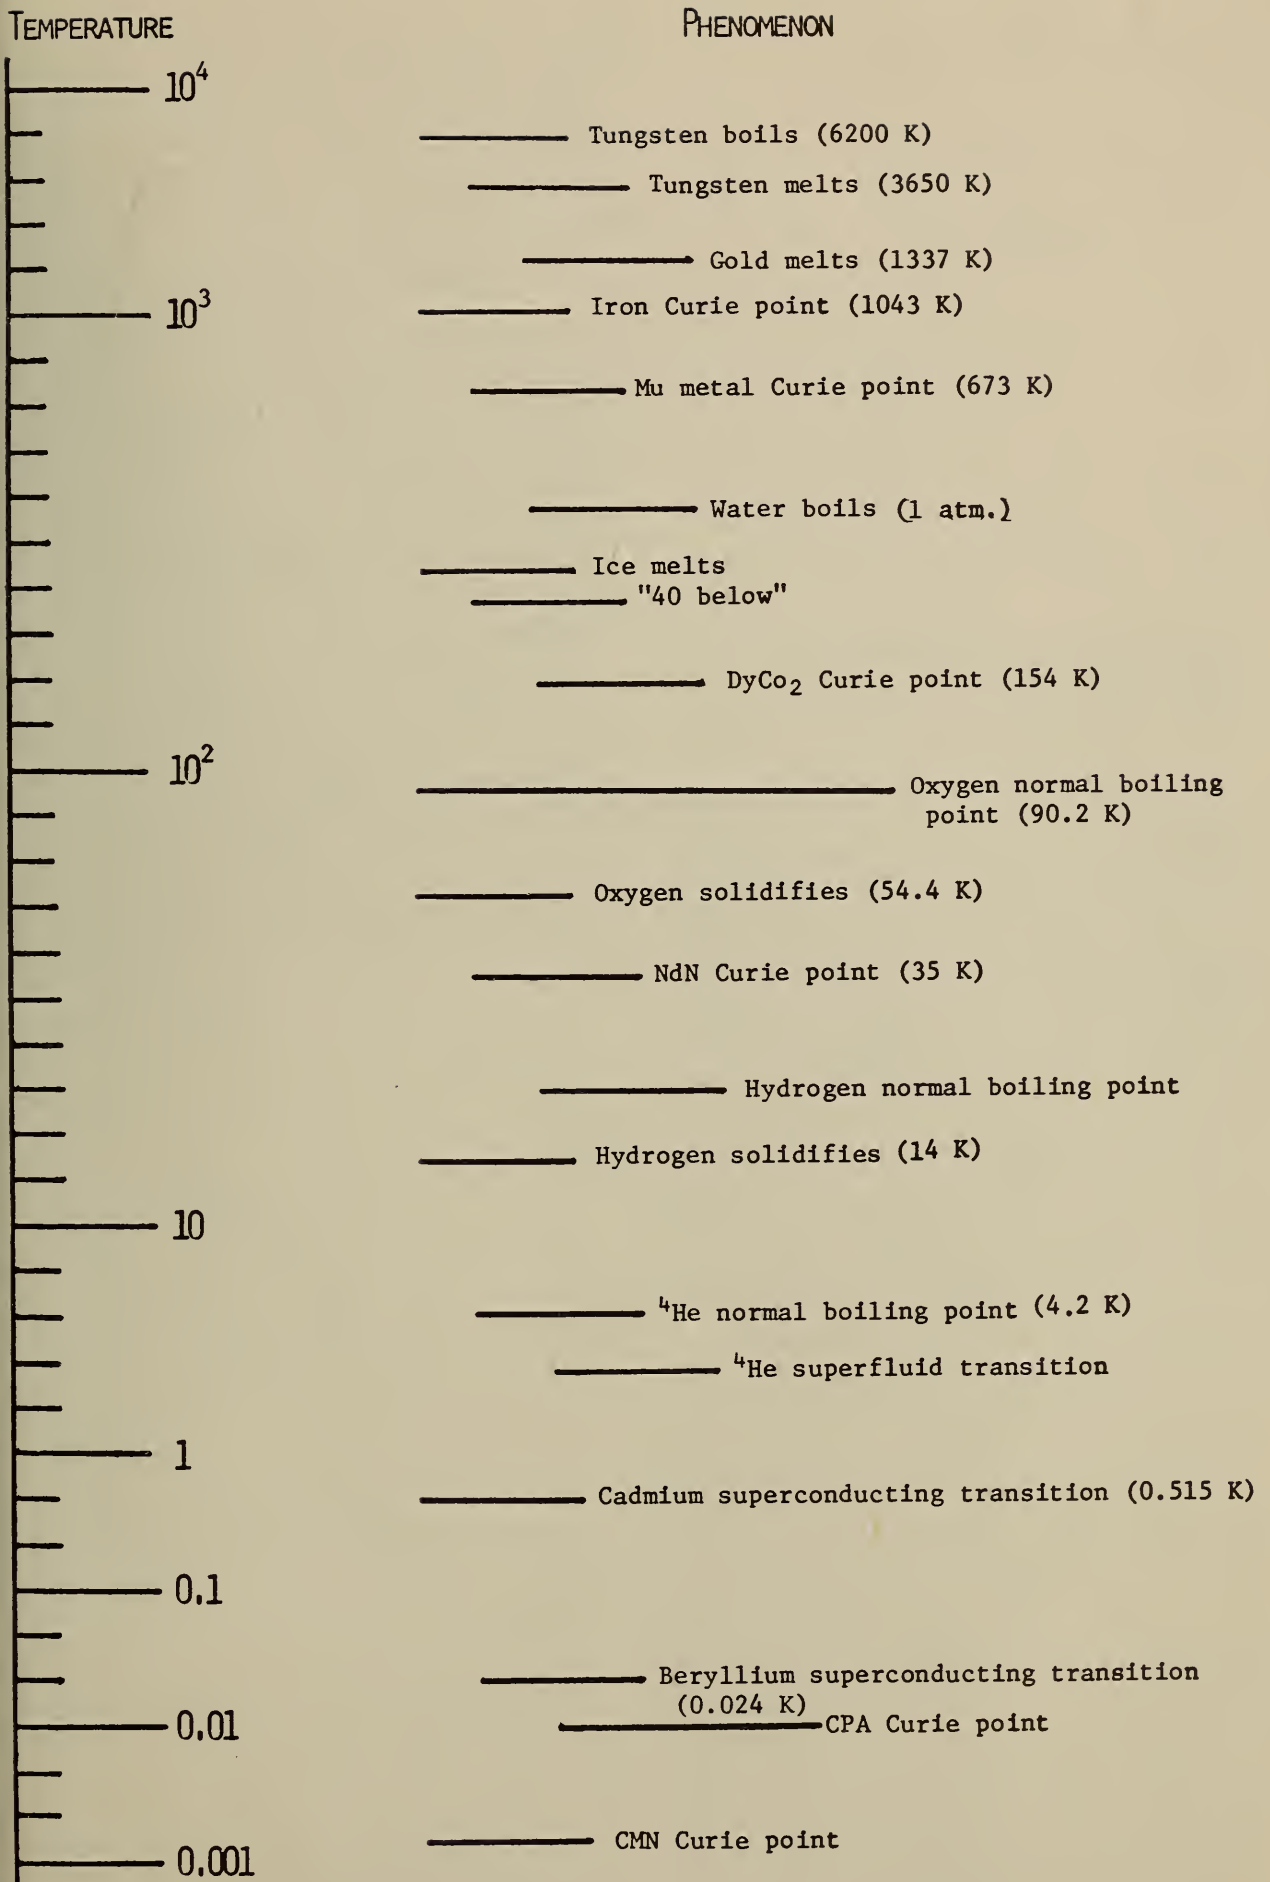 TEMPERATURE PHENOMENON
10⁴
Tungsten boils (6200 K)
Tungsten melts (3650 K)
Gold melts (1337 K)
10³ Iron Curie point (1043 K)
Mu metal Curie point (673 K)
Water boils (1 atm.)
Ice melts
"40 below"
DyCo₂ Curie point (154 K)
10²
Oxygen normal boiling
point (90.2 K)
Oxygen solidifies (54.4 K)
NdN Curie point (35 K)
Hydrogen normal boiling point
Hydrogen solidifies (14 K)
10
⁴He normal boiling point (4.2 K)
⁴He superfluid transition
1
Cadmium superconducting transition (0.515 K)
0.1
Beryllium superconducting transition
(0.024 K)
0.01 CPA Curie point
CMN Curie point
0.001